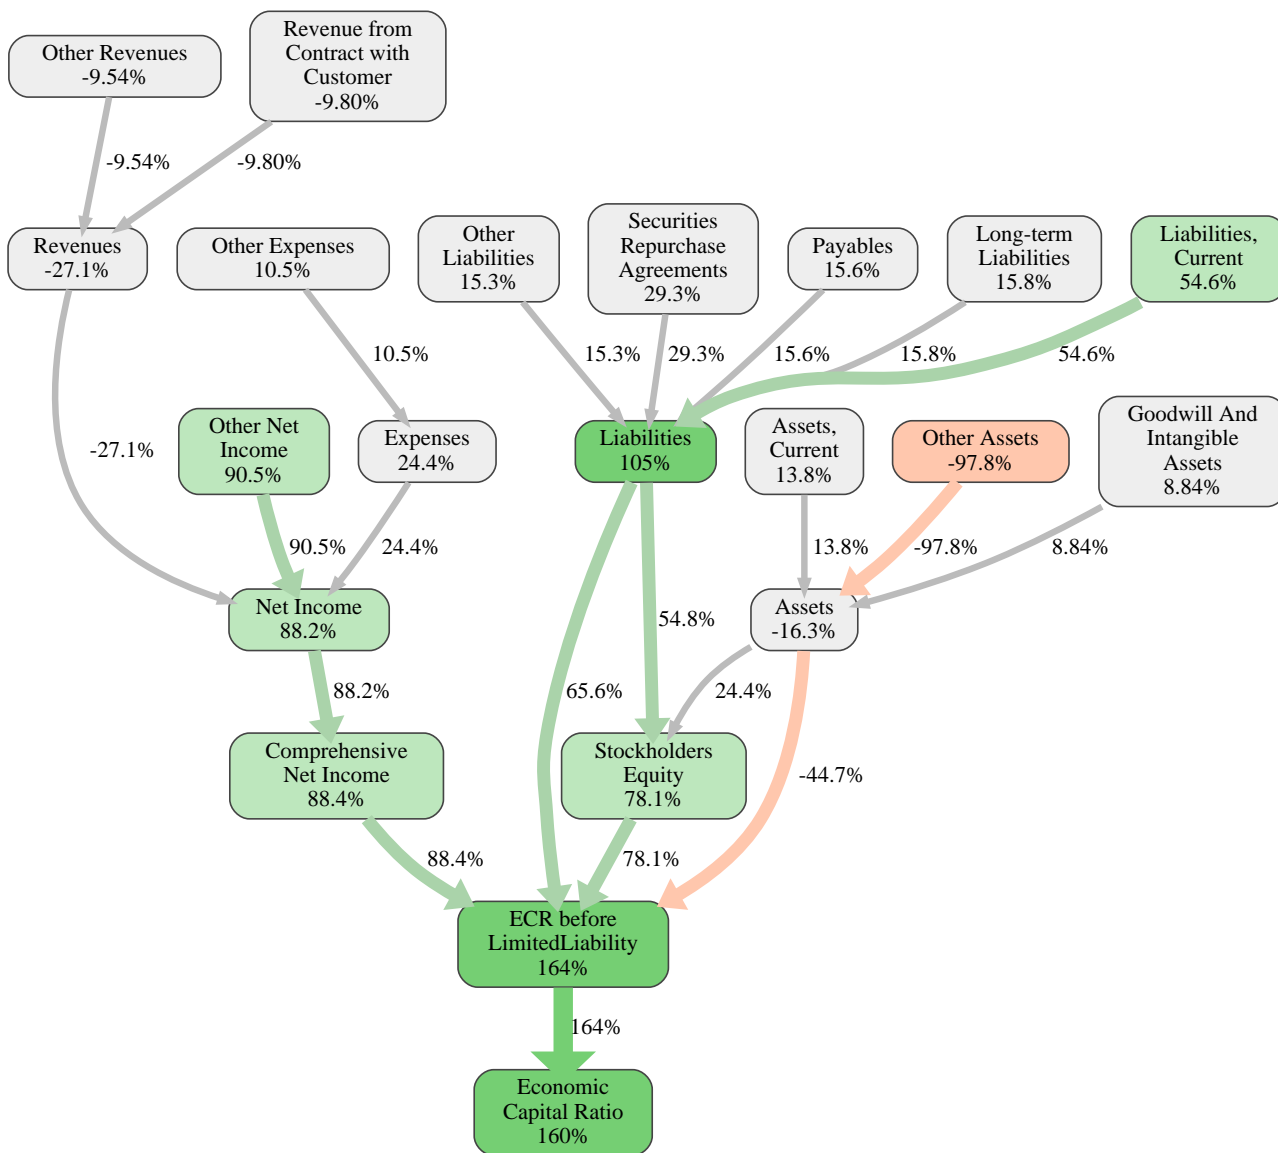 Other Revenues
-9.54%
Revenue from
Contract with
Customer
-9.80%
-9.54%
-9.80%
Revenues
-27.1%
Other Expenses
10.5%
Other
Liabilities
15.3%
Securities
Repurchase
Agreements
29.3%
Payables
15.6%
Long-term
Liabilities
15.8%
Liabilities,
Current
54.6%
10.5%
15.3%
29.3%
15.6%
15.8%
54.6%
-27.1%
Other Net
Income
90.5%
Expenses
24.4%
Liabilities
105%
Assets,
Current
13.8%
Other Assets
-97.8%
Goodwill And
Intangible
Assets
8.84%
90.5%
24.4%
13.8%
-97.8%
8.84%
Net Income
88.2%
54.8%
Assets
-16.3%
88.2%
65.6%
24.4%
Comprehensive
Net Income
88.4%
Stockholders
Equity
78.1%
-44.7%
88.4%
78.1%
ECR before
LimitedLiability
164%
164%
Economic
Capital Ratio
160%